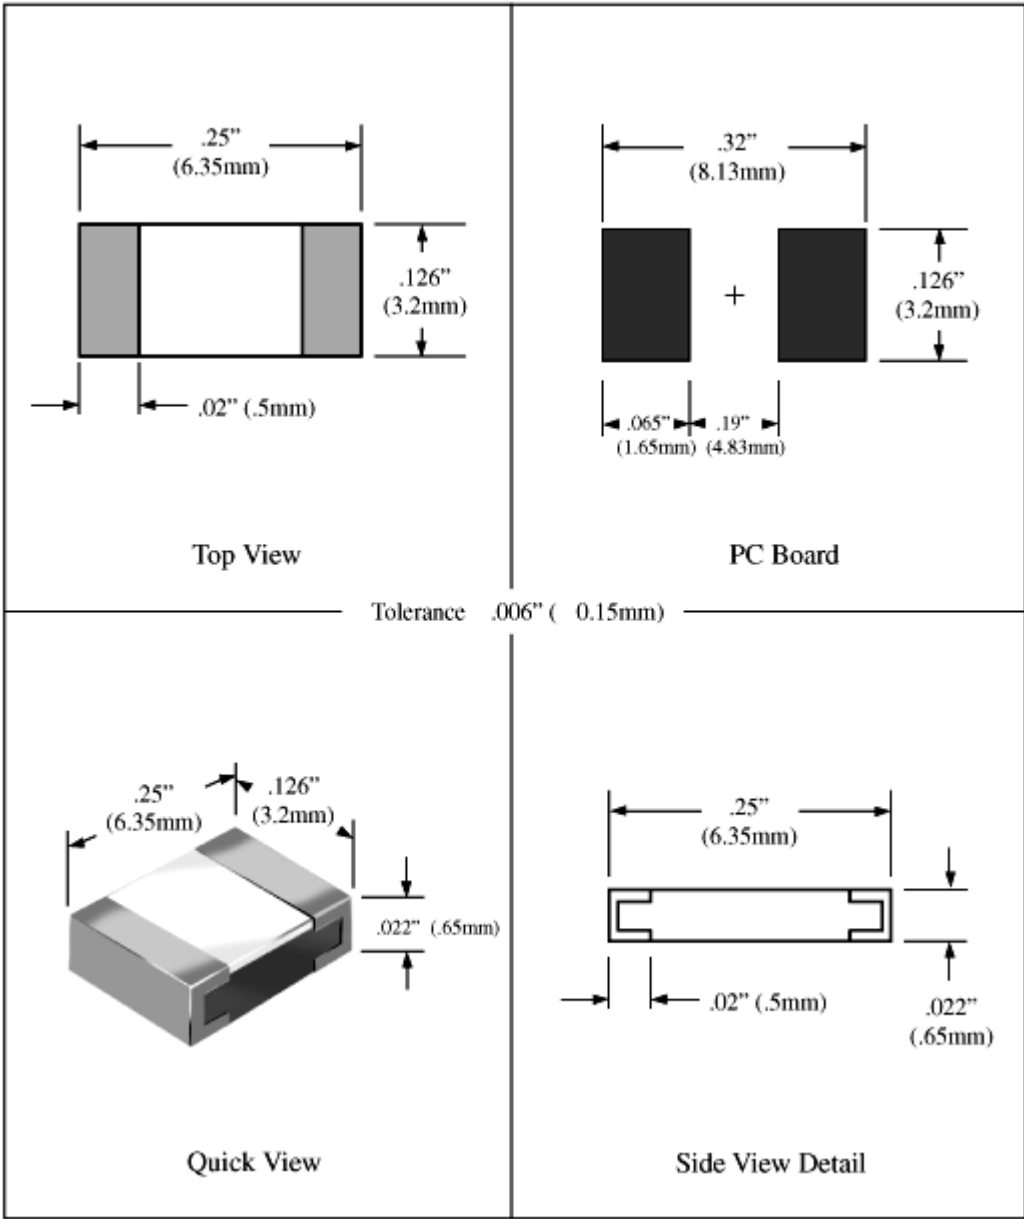 .25”
(6.35mm)
.126”
(3.2mm)
.02” (.5mm)
Top View
.32”
(8.13mm)
.126”
(3.2mm)
.065” .19”
(1.65mm) (4.83mm)
PC Board
Tolerance .006” ( 0.15mm)
.25”
(6.35mm)
.126”
(3.2mm)
.022” (.65mm)
Quick View
.25”
(6.35mm)
.02” (.5mm)
.022”
(.65mm)
Side View Detail